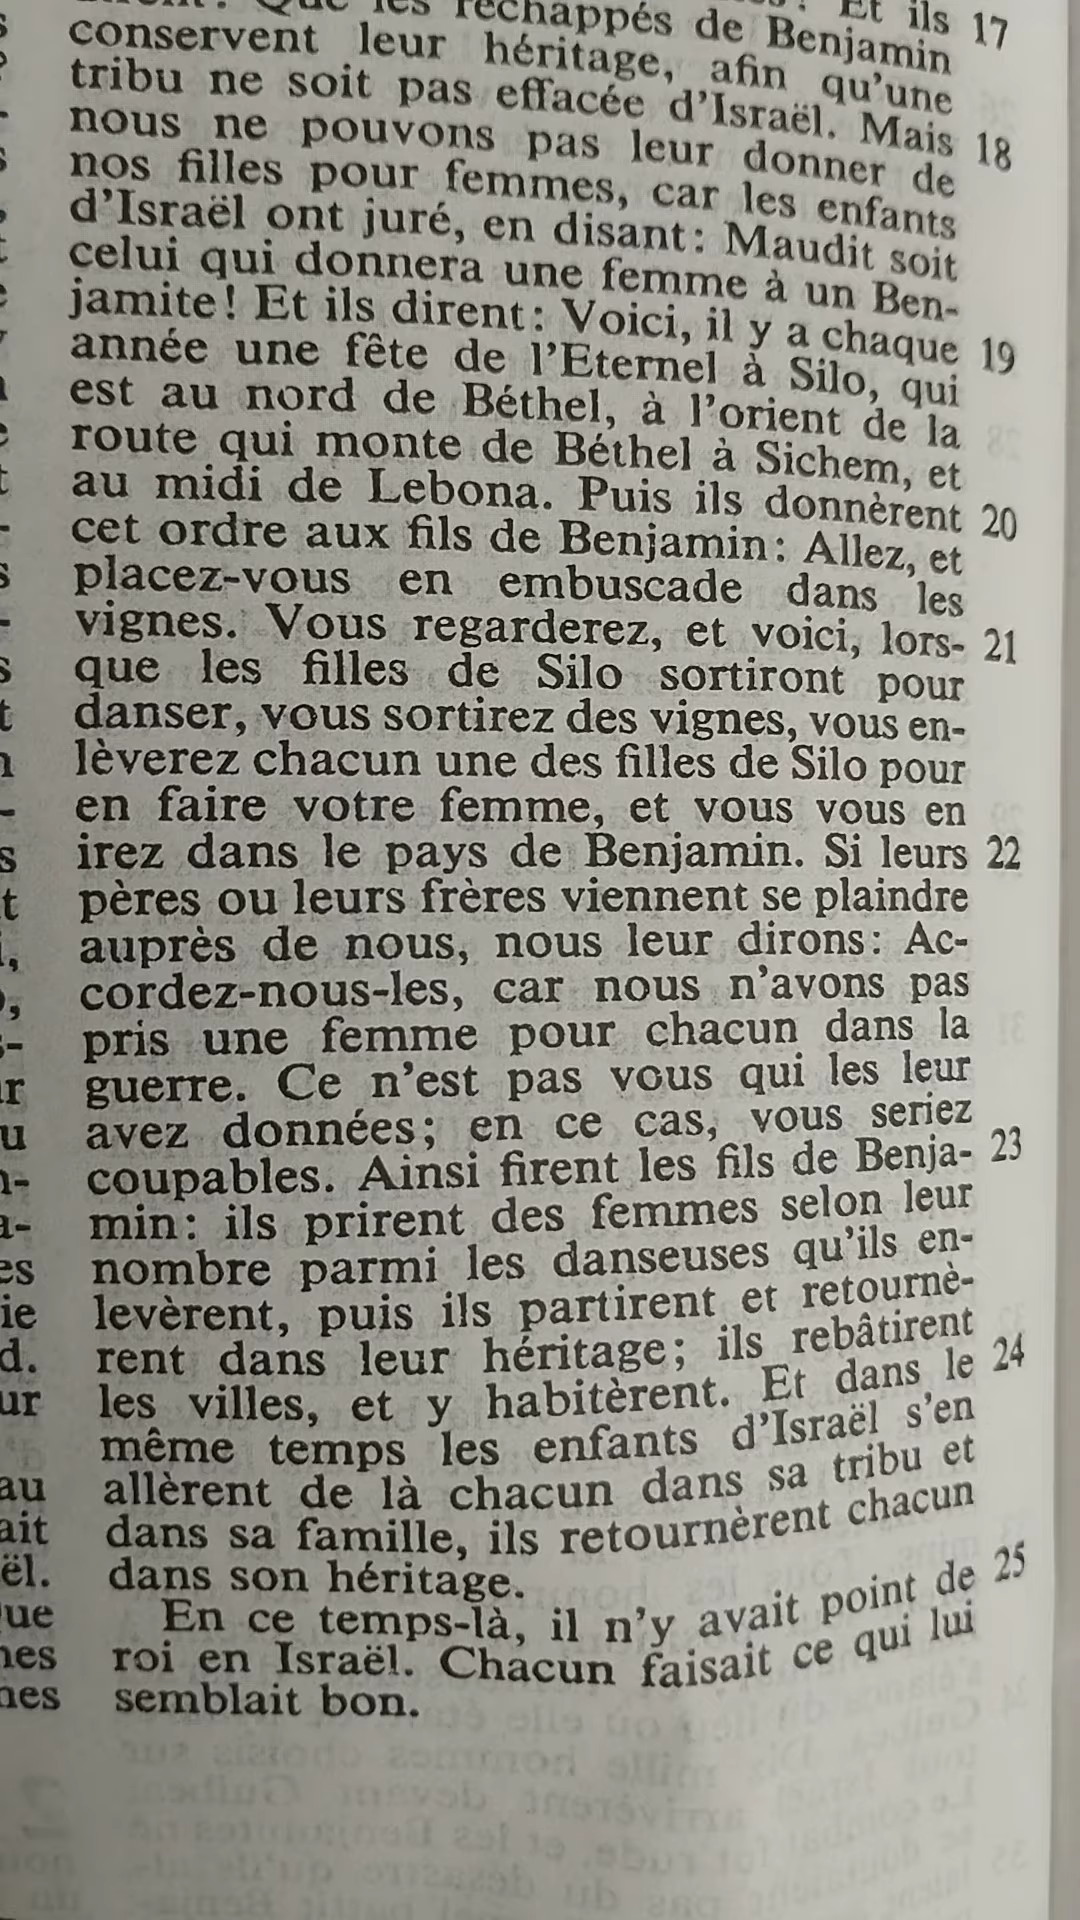 Que les réchappés de Benjamin
Et ils 17
conservent leur héritage, afin qu'une
tribu ne soit pas effacée d'Israël. Mais 18
nous ne pouvons pas leur donner de
nos filles pour femmes, car les enfants
d'Israël ont juré, en disant: Maudit soit
celui qui donnera une femme à un Ben-
jamite! Et ils dirent: Voici, il y a chaque 19
année une fête de l'Eternel à Silo, qui
est au nord de Béthel, à l'orient de la
route qui monte de Béthel à Sichem, et
au midi de Lebona. Puis ils donnèrent 20
cet ordre aux fils de Benjamin: Allez, et
placez-vous en embuscade dans les
vignes. Vous regarderez, et voici, lors- 21
que les filles de Silo sortiront pour
danser, vous sortirez des vignes, vous en-
lèverez chacun une des filles de Silo pour
en faire votre femme, et vous vous en
irez dans le pays de Benjamin. Si leurs 22
pères ou leurs frères viennent se plaindre
auprès de nous, nous leur dirons: Ac-
cordez-nous-les, car nous n'avons pas
pris une femme pour chacun dans la
guerre. Ce n'est pas vous qui les leur
avez données; en ce cas, vous seriez
coupables. Ainsi firent les fils de Benja- 23
min: ils prirent des femmes selon leur
nombre parmi les danseuses qu'ils en-
levèrent, puis ils partirent et retournè-
rent dans leur héritage; ils rebâtirent
les villes, et y habitèrent. Et dans le 24
même temps les enfants d'Israël s'en
allèrent de là chacun dans sa tribu et
dans sa famille, ils retournèrent chacun
dans son héritage.
En ce temps-là, il n'y avait point de 25
roi en Israël. Chacun faisait ce qui lui
semblait bon.